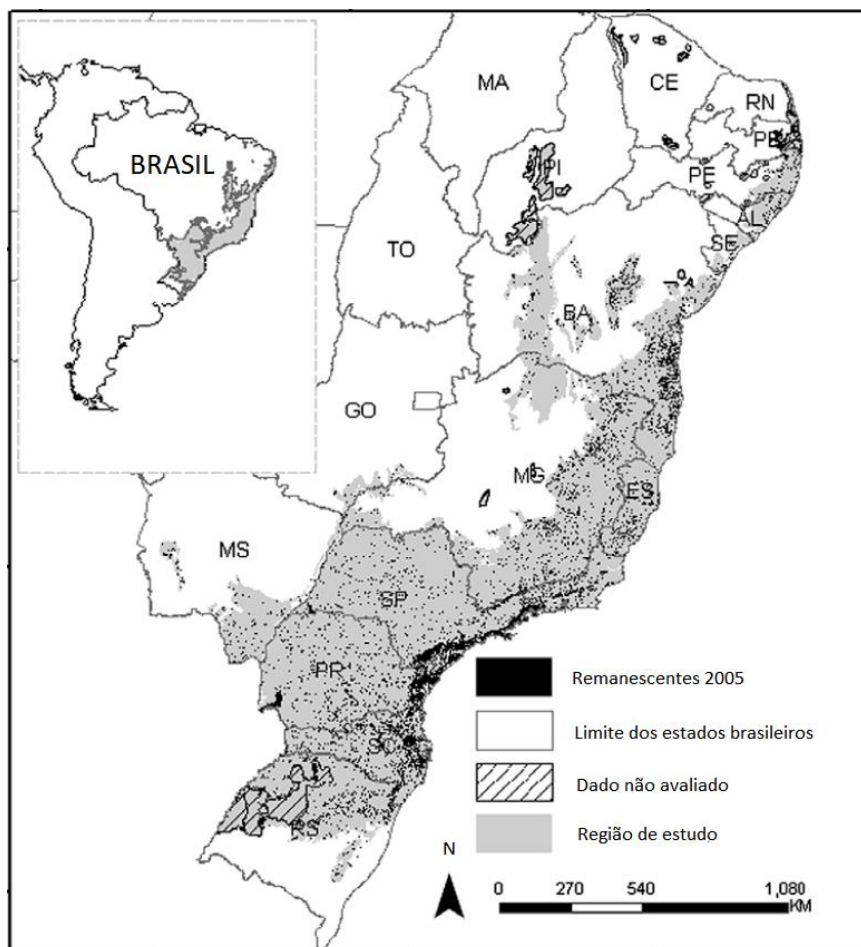 BRASIL
MA
CE
RN
PB
PI
PE
AL
SE
TO
BA
GO
MG
ES
MS
SP
PR
SC
RS
Remanescentes 2005
Limite dos estados brasileiros
Dado não avaliado
Região de estudo
N
0 270 540 1,080
KM